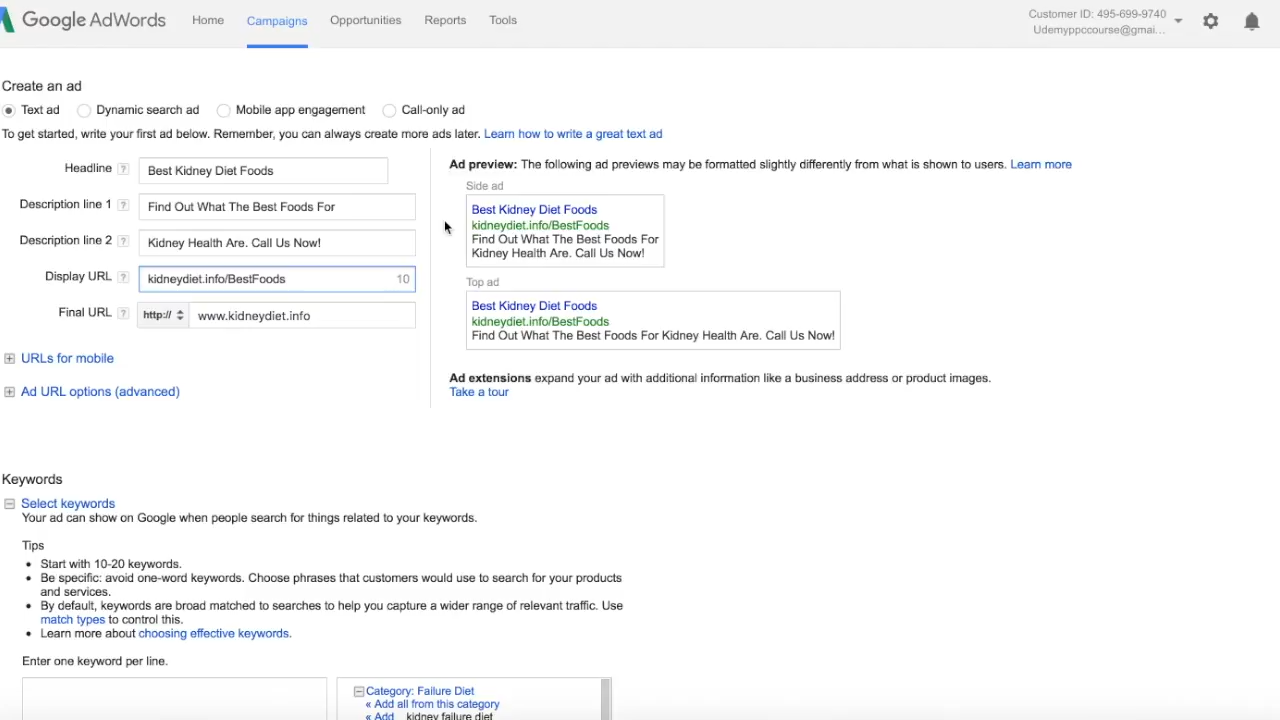 Google AdWords Home Campaigns Opportunities Reports Tools
Customer ID: 495-699-9740
Udemyppccourse@gmai...
Create an ad
Text ad Dynamic search ad Mobile app engagement Call-only ad
To get started, write your first ad below. Remember, you can always create more ads later. Learn how to write a great text ad
Headline ? Best Kidney Diet Foods
Description line 1 ? Find Out What The Best Foods For
Description line 2 ? Kidney Health Are. Call Us Now!
Display URL ? kidneydiet.info/BestFoods 10
Final URL ? http:// www.kidneydiet.info
URLs for mobile
Ad URL options (advanced)
Ad preview: The following ad previews may be formatted slightly differently from what is shown to users. Learn more
Side ad
Best Kidney Diet Foods
kidneydiet.info/BestFoods
Find Out What The Best Foods For
Kidney Health Are. Call Us Now!
Top ad
Best Kidney Diet Foods
kidneydiet.info/BestFoods
Find Out What The Best Foods For Kidney Health Are. Call Us Now!
Ad extensions expand your ad with additional information like a business address or product images.
Take a tour
Keywords
Select keywords
Your ad can show on Google when people search for things related to your keywords.
Tips
• Start with 10-20 keywords.
• Be specific: avoid one-word keywords. Choose phrases that customers would use to search for your products
and services.
• By default, keywords are broad matched to searches to help you capture a wider range of relevant traffic. Use
match types to control this.
• Learn more about choosing effective keywords.
Enter one keyword per line.
Category: Failure Diet
« Add all from this category
« Add kidney failure diet